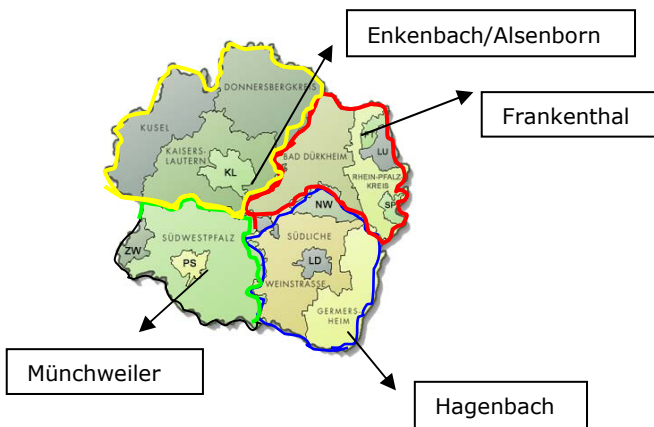 Enkenbach/Alsenborn
DONNERSBERGKREIS
Frankenthal
KUSEL
KAISERS-
LAUTERN
KL
BAD DÜRKHEIM
FT
LU
RHEIN-PFALZ
KREIS
SP
NW
SÜDWESTPFALZ
SÜDLICHE
ZW
PS
LD
WEINSTRASSE
GERMERS-
HEIM
Münchweiler
Hagenbach